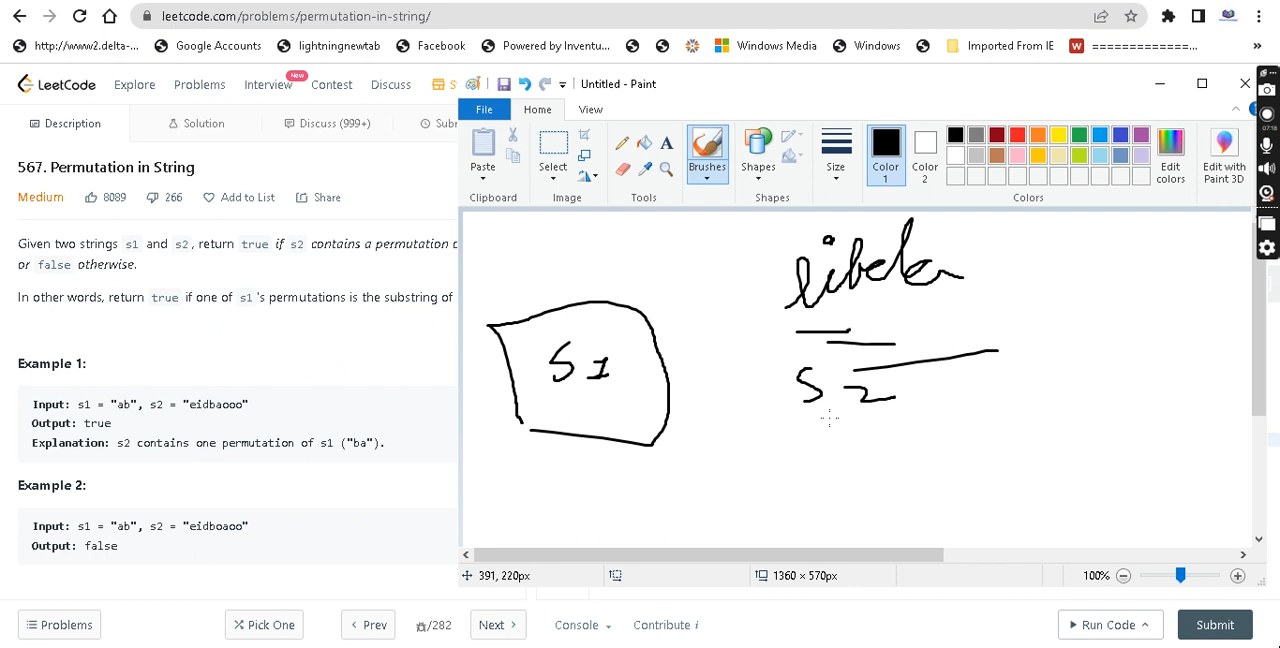 leetcode.com/problems/permutation-in-string/
http://www2.delta-...
Google Accounts
lightningnewtab
Facebook
Powered by Inventu...
Windows Media
Windows
Imported From IE
W
=============...
»
LeetCode
Explore
Problems
Interview
New
Contest
Discuss
S
Untitled - Paint
File
Home
View
Description
Solution
Discuss (999+)
Sub
Paste
Clipboard
Select
Image
A
Tools
Brushes
Shapes
Shapes
Size
Color 1
Color 2
Edit colors
Colors
Edit with Paint 3D
07:16
567. Permutation in String
Medium
8089
266
Add to List
Share
Given two strings s1 and s2, return true if s2 contains a permutation
or false otherwise.
In other words, return true if one of s1's permutations is the substring of
Example 1:
Input: s1 = "ab", s2 = "eidbaooo"
Output: true
Explanation: s2 contains one permutation of s1 ("ba").
Example 2:
Input: s1 = "ab", s2 = "eidboaoo"
Output: false
S1
S2
391, 220px
1360 × 570px
100%
Problems
Pick One
Prev
/282
Next
Console
Contribute i
Run Code
Submit